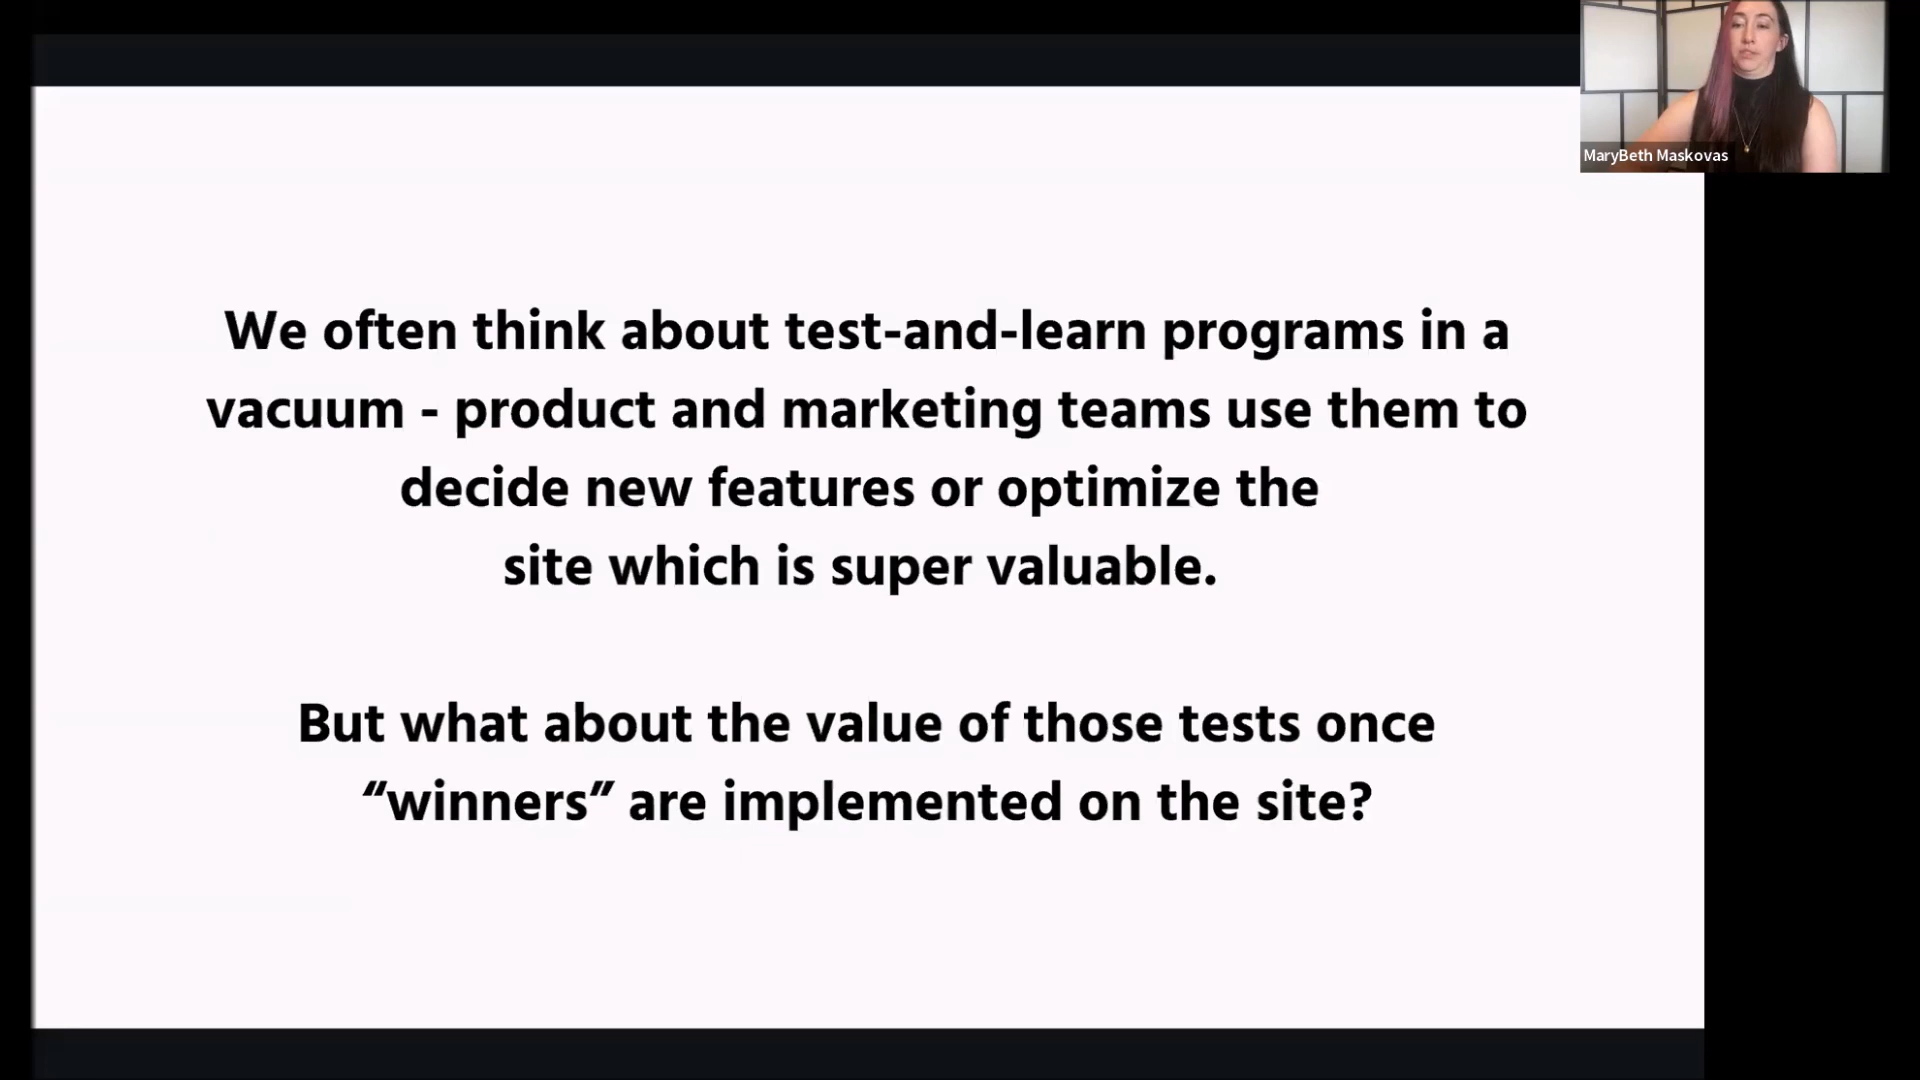 MaryBeth Maskovas
We often think about test-and-learn programs in a
vacuum - product and marketing teams use them to
decide new features or optimize the
site which is super valuable.
But what about the value of those tests once
“winners” are implemented on the site?